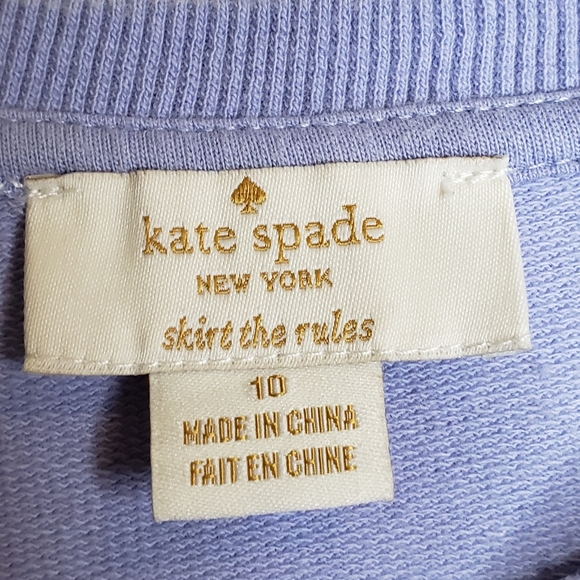 kate spade
NEW YORK
skirt the rules
10
MADE IN CHINA
FAIT EN CHINE